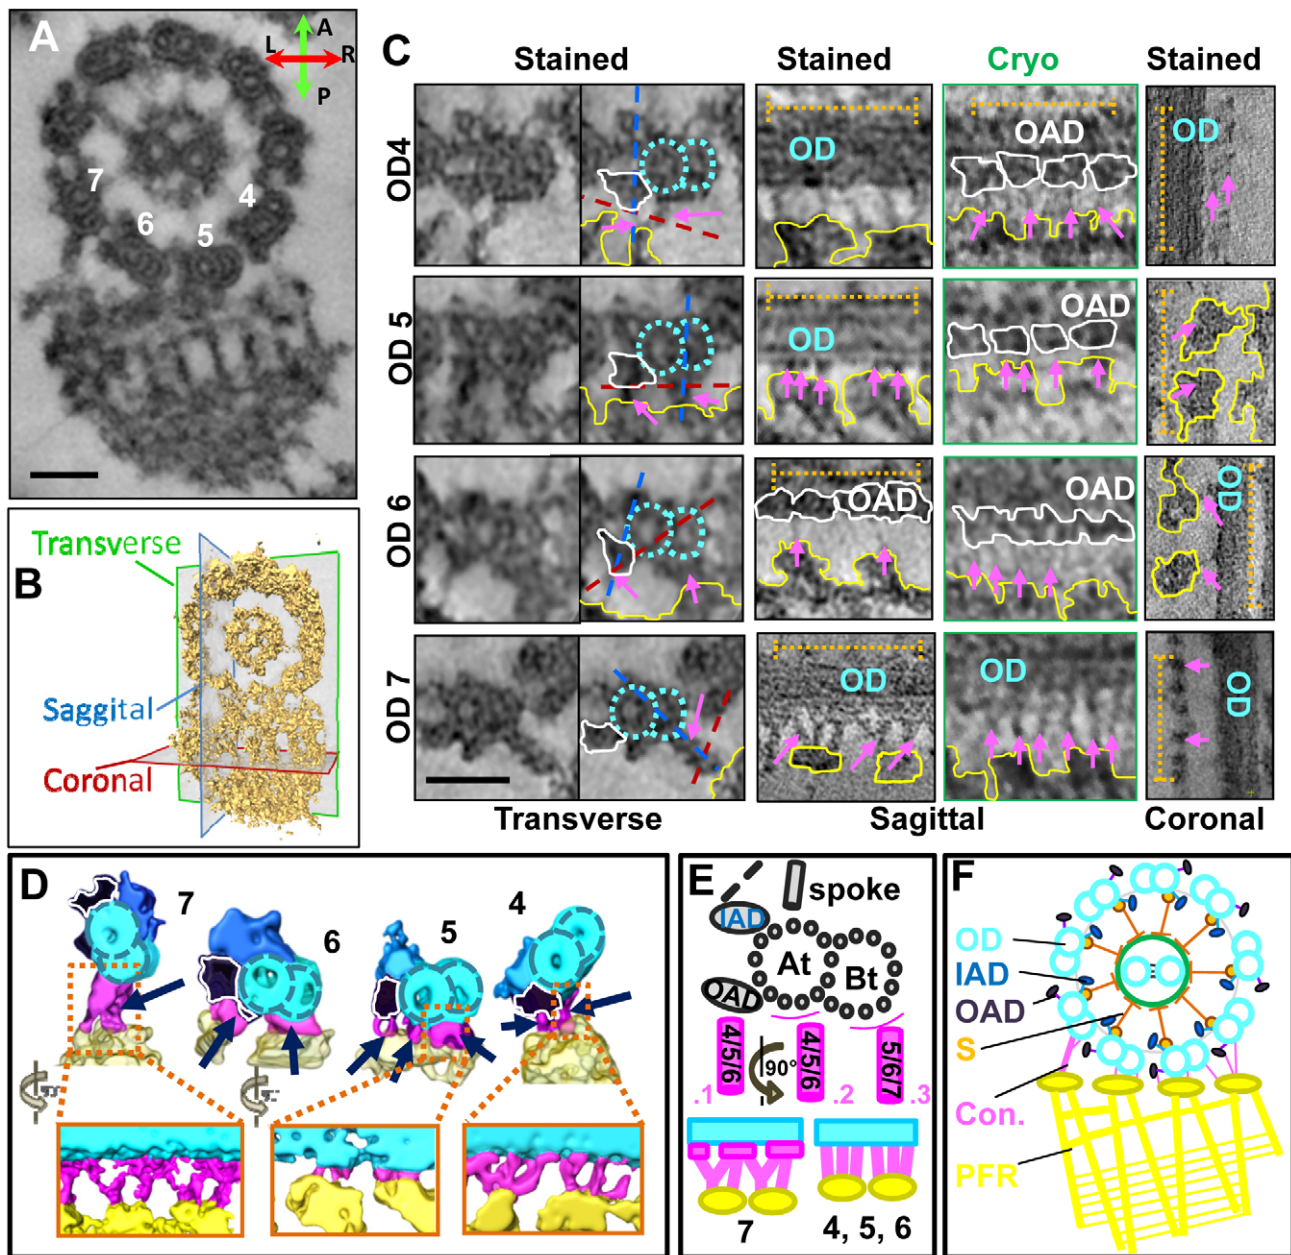 A
A
L
R
P
7
4
6
5
B
Transverse
Saggital
Coronal
C
Stained
Stained
Cryo
Stained
OD4
OD
OAD
OD
OD 5
OD
OAD
OD 6
OAD
OAD
OD
OD 7
OD
OD
OD
Transverse
Sagittal
Coronal
D
7
6
5
4
E
spoke
IAD
At
Bt
OAD
4/5/6
4/5/6
5/6/7
90°
.1
.2
.3
7
4, 5, 6
F
OD
IAD
OAD
S
Con.
PFR